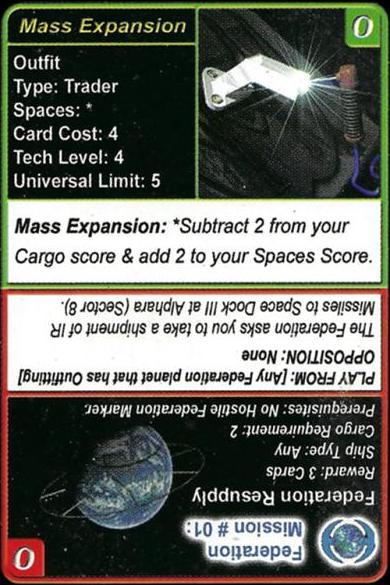 Mass Expansion
O
Outfit
Type: Trader
Spaces: *
Card Cost: 4
Tech Level: 4
Universal Limit: 5
Mass Expansion: *Subtract 2 from your
Cargo score & add 2 to your Spaces Score.
O
Federation
Mission # 01:
Federation Resupply
Reward: 3 Cards
Ship Type: Any
Cargo Requirement: 2
Prerequisites: No Hostile Federation Marker.
PLAY FROM: [Any Federation planet that has Outfitting]
OPPOSITION: None
The Federation asks you to take a shipment of IR
Missiles to Space Dock III at Alphara (Sector 8).